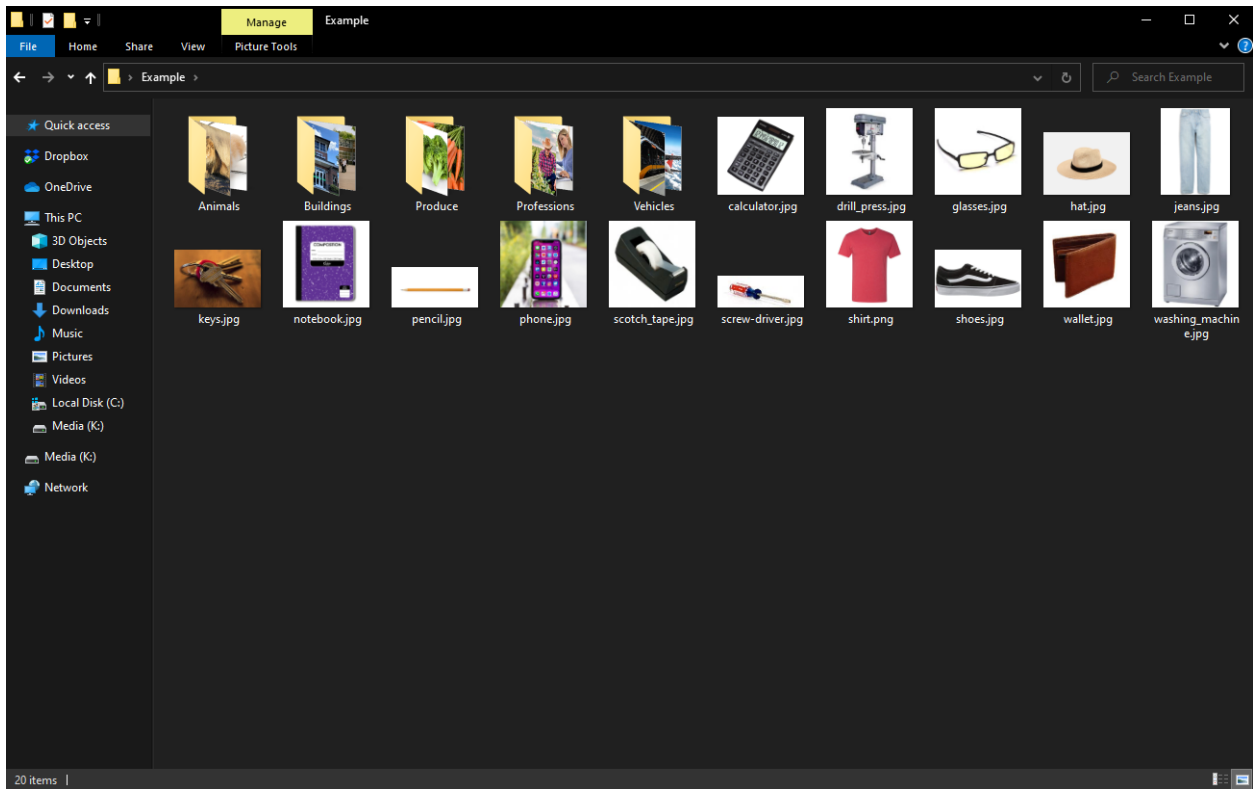 Manage
Example
File
Home
Share
View
Picture Tools
?
Example
Search Example
Quick access
Dropbox
OneDrive
This PC
3D Objects
Desktop
Documents
Downloads
Music
Pictures
Videos
Local Disk (C:)
Media (K:)
Media (K:)
Network
Animals
Buildings
Produce
Professions
Vehicles
calculator.jpg
drill_press.jpg
glasses.jpg
hat.jpg
jeans.jpg
COMPOSITION
keys.jpg
notebook.jpg
pencil.jpg
phone.jpg
scotch_tape.jpg
screw-driver.jpg
shirt.png
shoes.jpg
wallet.jpg
washing_machin
e.jpg
20 items